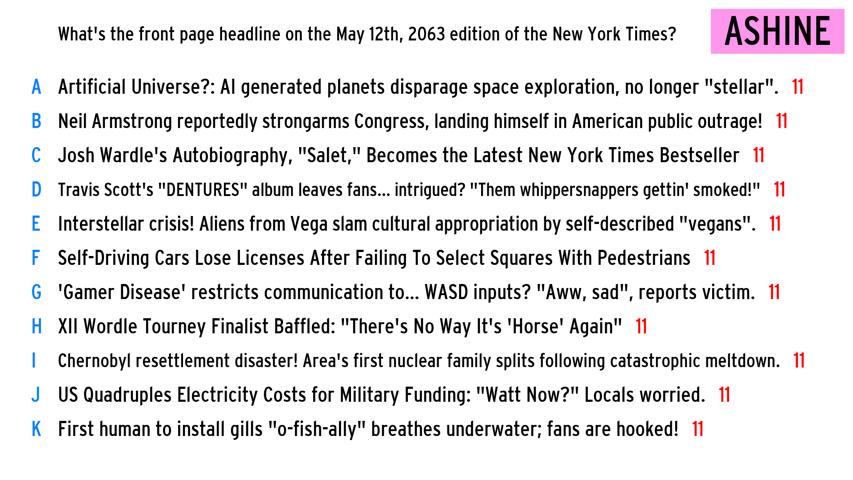 What's the front page headline on the May 12th, 2063 edition of the New York Times?
ASHINE
A Artificial Universe?: AI generated planets disparage space exploration, no longer "stellar". 11
B Neil Armstrong reportedly strongarms Congress, landing himself in American public outrage! 11
C Josh Wardle's Autobiography, "Salet," Becomes the Latest New York Times Bestseller 11
D Travis Scott's "DENTURES" album leaves fans... intrigued? "Them whippersnappers gettin' smoked!" 11
E Interstellar crisis! Aliens from Vega slam cultural appropriation by self-described "vegans". 11
F Self-Driving Cars Lose Licenses After Failing To Select Squares With Pedestrians 11
G 'Gamer Disease' restricts communication to... WASD inputs? "Aww, sad", reports victim. 11
H XII Wordle Tourney Finalist Baffled: "There's No Way It's 'Horse' Again" 11
I Chernobyl resettlement disaster! Area's first nuclear family splits following catastrophic meltdown. 11
J US Quadruples Electricity Costs for Military Funding: "Watt Now?" Locals worried. 11
K First human to install gills "o-fish-ally" breathes underwater; fans are hooked! 11